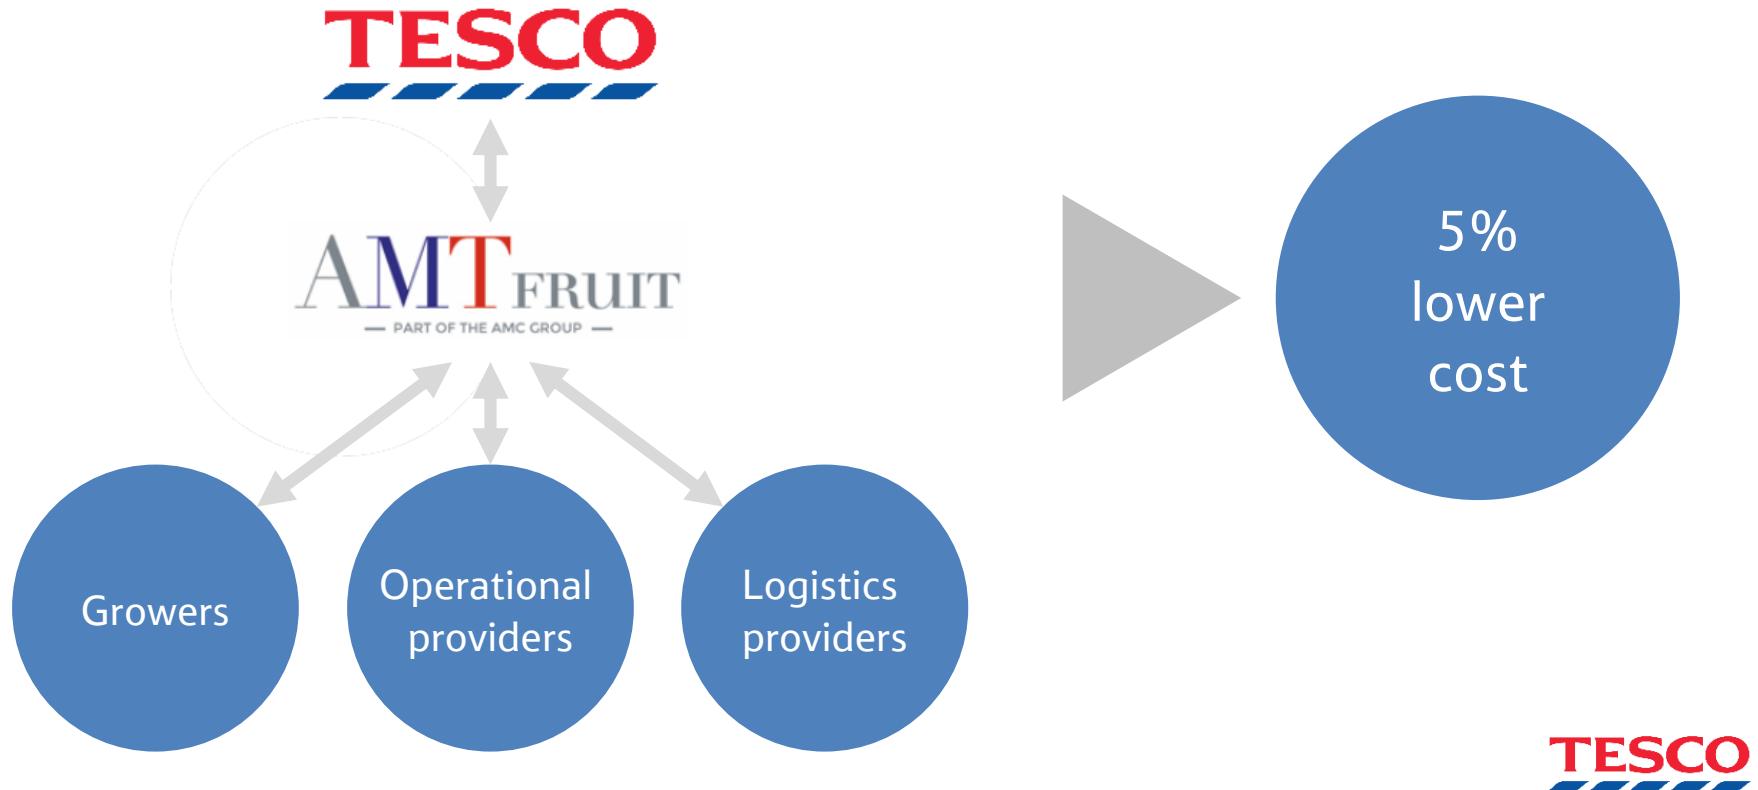 TESCO
AMT FRUIT
PART OF THE AMC GROUP
Growers
Operational
providers
Logistics
providers
5%
lower
cost
TESCO